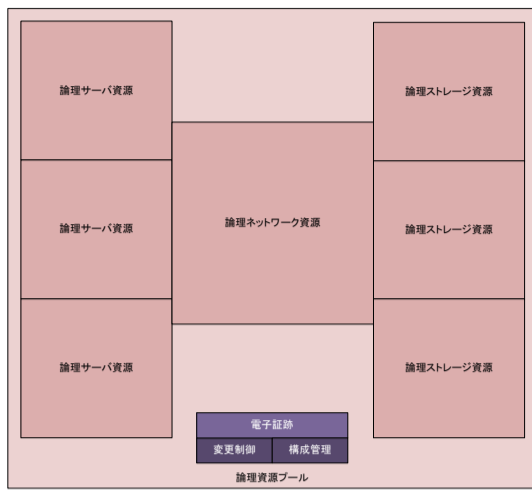 論理サーバ資源
論理ストレージ資源
論理ネットワーク資源
論理サーバ資源
論理ストレージ資源
論理サーバ資源
論理ストレージ資源
電子証跡
変更制御
構成管理
論理資源プール